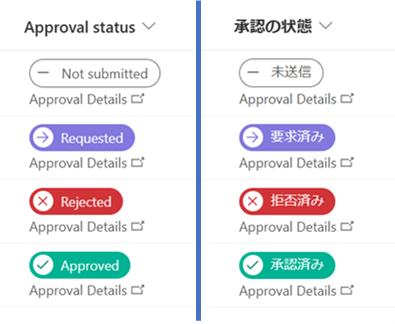 Approval status
Not submitted
Approval Details
Requested
Approval Details
Rejected
Approval Details
Approved
Approval Details
承認の状態
未送信
Approval Details
要求済み
Approval Details
拒否済み
Approval Details
承認済み
Approval Details